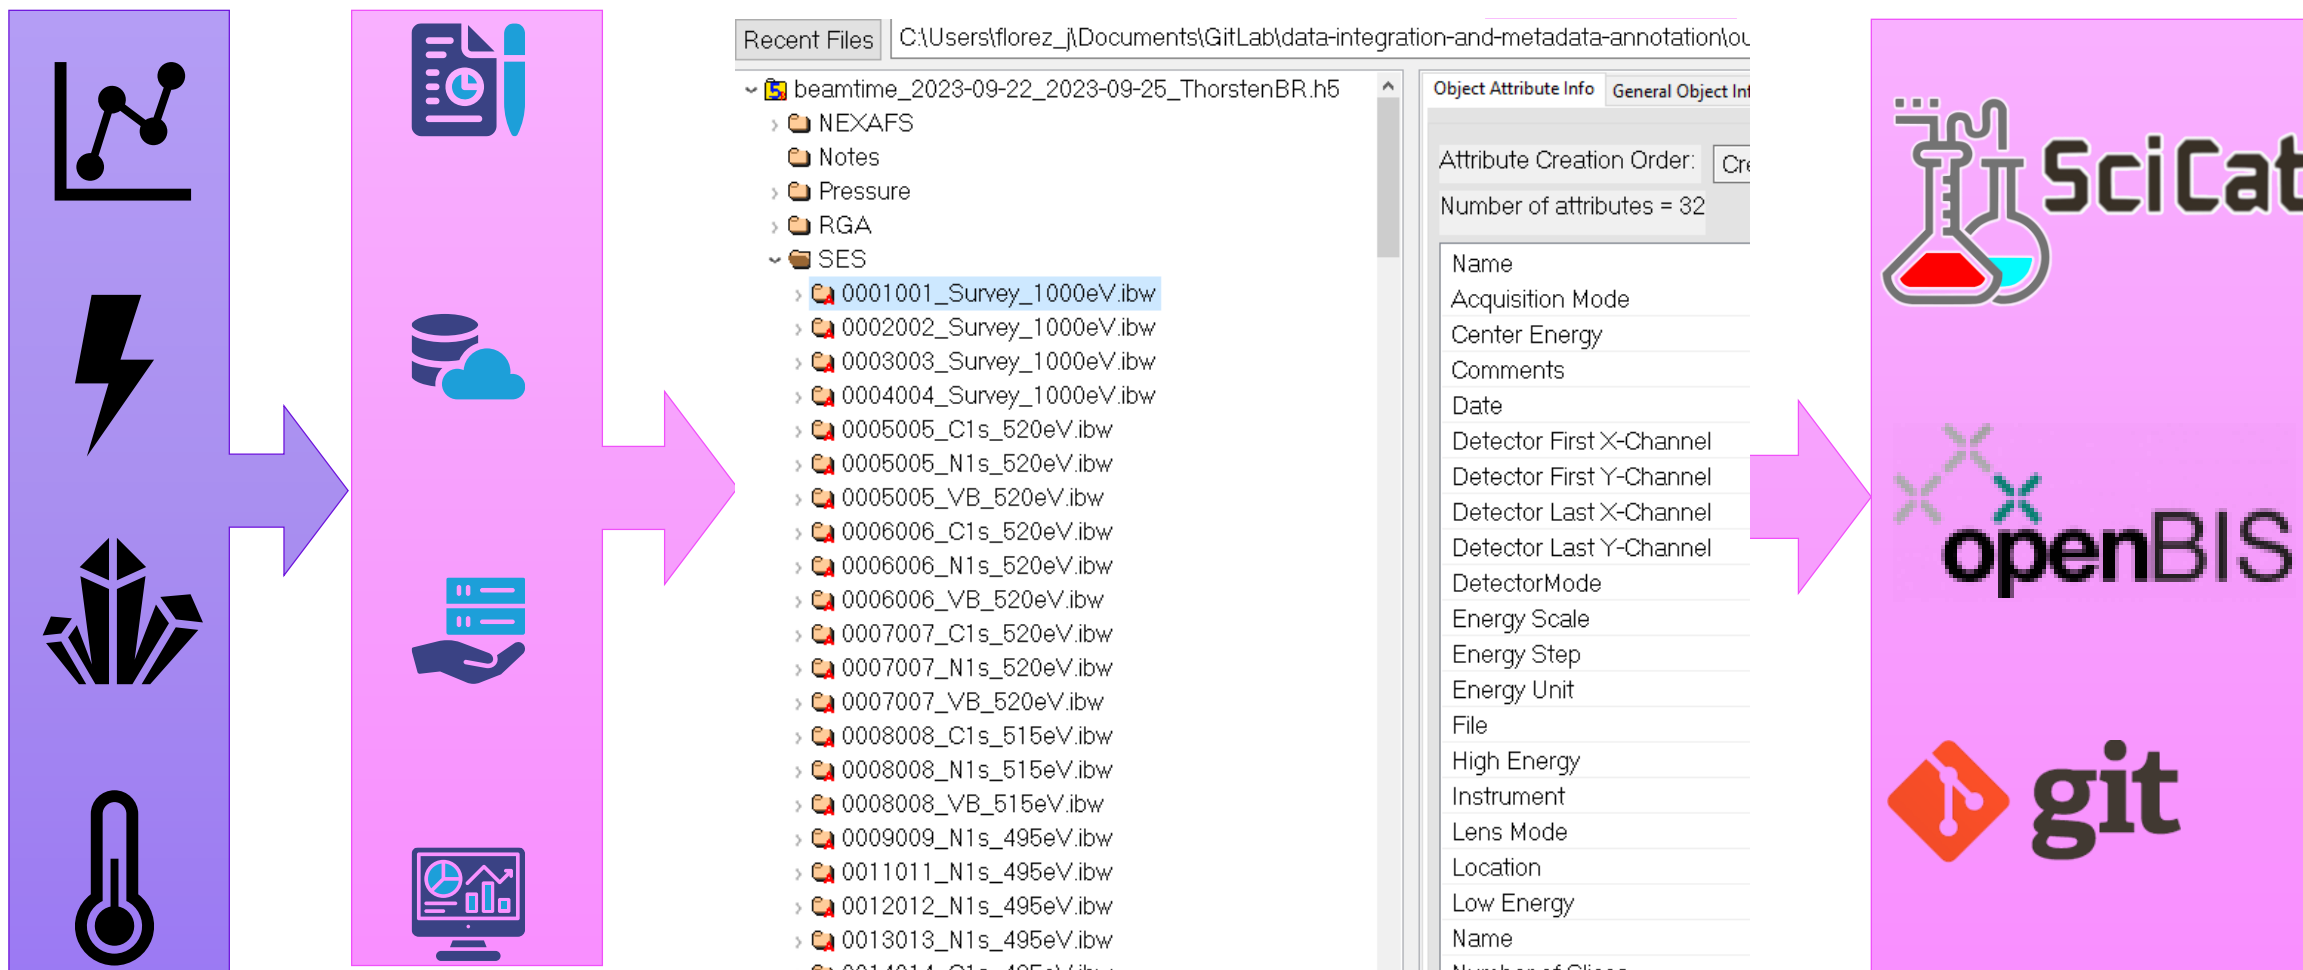 Recent Files
C:\Users\florez_j\Documents\GitLab\data-integration-and-metadata-annotation\ou
beamtime_2023-09-22_2023-09-25_ThorstenBR.h5
NEXAFS
Notes
Pressure
RGA
SES
0001001_Survey_1000eV.ibw
0002002_Survey_1000eV.ibw
0003003_Survey_1000eV.ibw
0004004_Survey_1000eV.ibw
0005005_C1s_520eV.ibw
0005005_N1s_520eV.ibw
0005005_VB_520eV.ibw
0006006_C1s_520eV.ibw
0006006_N1s_520eV.ibw
0006006_VB_520eV.ibw
0007007_C1s_520eV.ibw
0007007_N1s_520eV.ibw
0007007_VB_520eV.ibw
0008008_C1s_515eV.ibw
0008008_N1s_515eV.ibw
0008008_VB_515eV.ibw
0009009_N1s_495eV.ibw
0011011_N1s_495eV.ibw
0012012_N1s_495eV.ibw
0013013_N1s_495eV.ibw
Object Attribute Info
General Object Inf
Attribute Creation Order:
Cre
Number of attributes = 32
Name
Acquisition Mode
Center Energy
Comments
Date
Detector First X-Channel
Detector First Y-Channel
Detector Last X-Channel
Detector Last Y-Channel
DetectorMode
Energy Scale
Energy Step
Energy Unit
File
High Energy
Instrument
Lens Mode
Location
Low Energy
Name
SciCat
openBIS
git